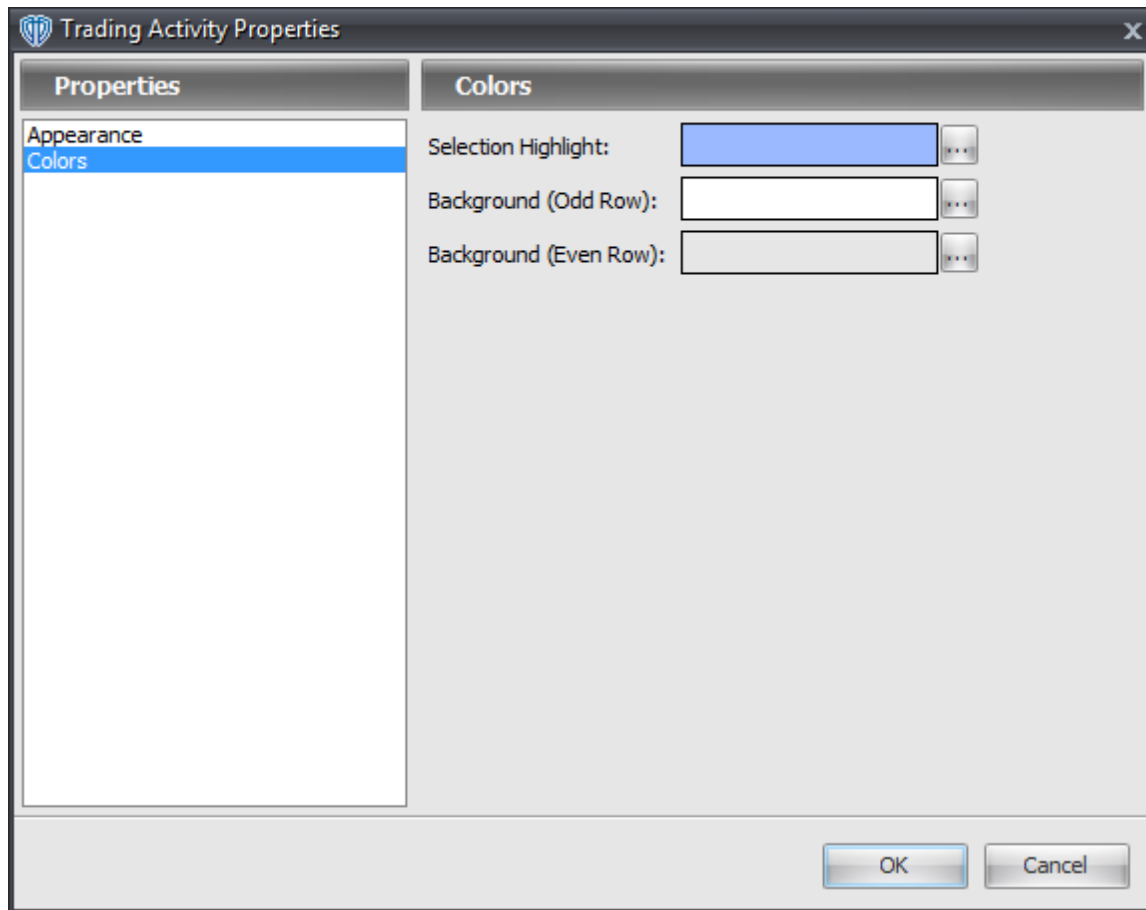 Trading Activity Properties
x
Properties
Colors
Appearance
Colors
Selection Highlight:
...
Background (Odd Row):
...
Background (Even Row):
...
OK
Cancel